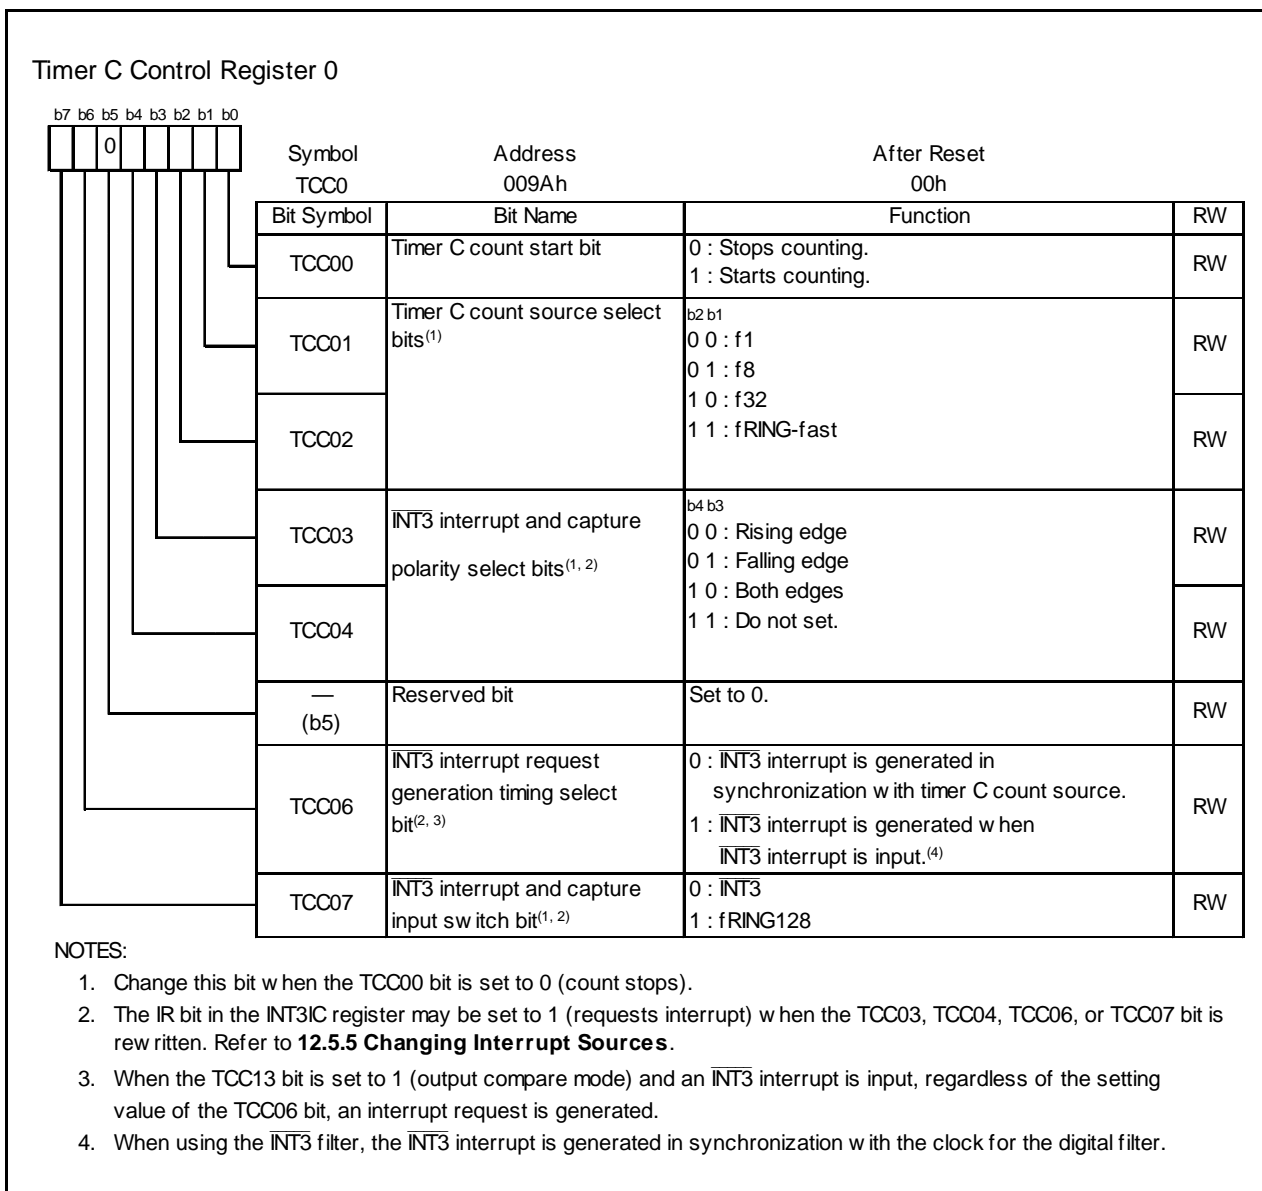 Timer C Control Register 0
b7 b6 b5 b4 b3 b2 b1 b0
0
Symbol Address After Reset
TCC0 009Ah 00h
Bit Symbol Bit Name Function RW
TCC00 Timer C count start bit 0 : Stops counting. RW
1 : Starts counting.
TCC01 Timer C count source select RW
bits(1)
b2 b1
0 0 : f1
0 1 : f8
1 0 : f32
1 1 : fRING-fast
TCC02 RW
TCC03 INT3 interrupt and capture RW
polarity select bits(1, 2)
b4 b3
0 0 : Rising edge
0 1 : Falling edge
1 0 : Both edges
1 1 : Do not set.
TCC04 RW
— Reserved bit Set to 0. RW
(b5)
TCC06 INT3 interrupt request RW
generation timing select
bit(2, 3)
0 : INT3 interrupt is generated in
synchronization with timer C count source.
1 : INT3 interrupt is generated when
INT3 interrupt is input.(4)
TCC07 INT3 interrupt and capture RW
input switch bit(1, 2)
0 : INT3
1 : fRING128
NOTES:
1. Change this bit when the TCC00 bit is set to 0 (count stops).
2. The IR bit in the INT3IC register may be set to 1 (requests interrupt) when the TCC03, TCC04, TCC06, or TCC07 bit is
rewritten. Refer to 12.5.5 Changing Interrupt Sources.
3. When the TCC13 bit is set to 1 (output compare mode) and an INT3 interrupt is input, regardless of the setting
value of the TCC06 bit, an interrupt request is generated.
4. When using the INT3 filter, the INT3 interrupt is generated in synchronization with the clock for the digital filter.